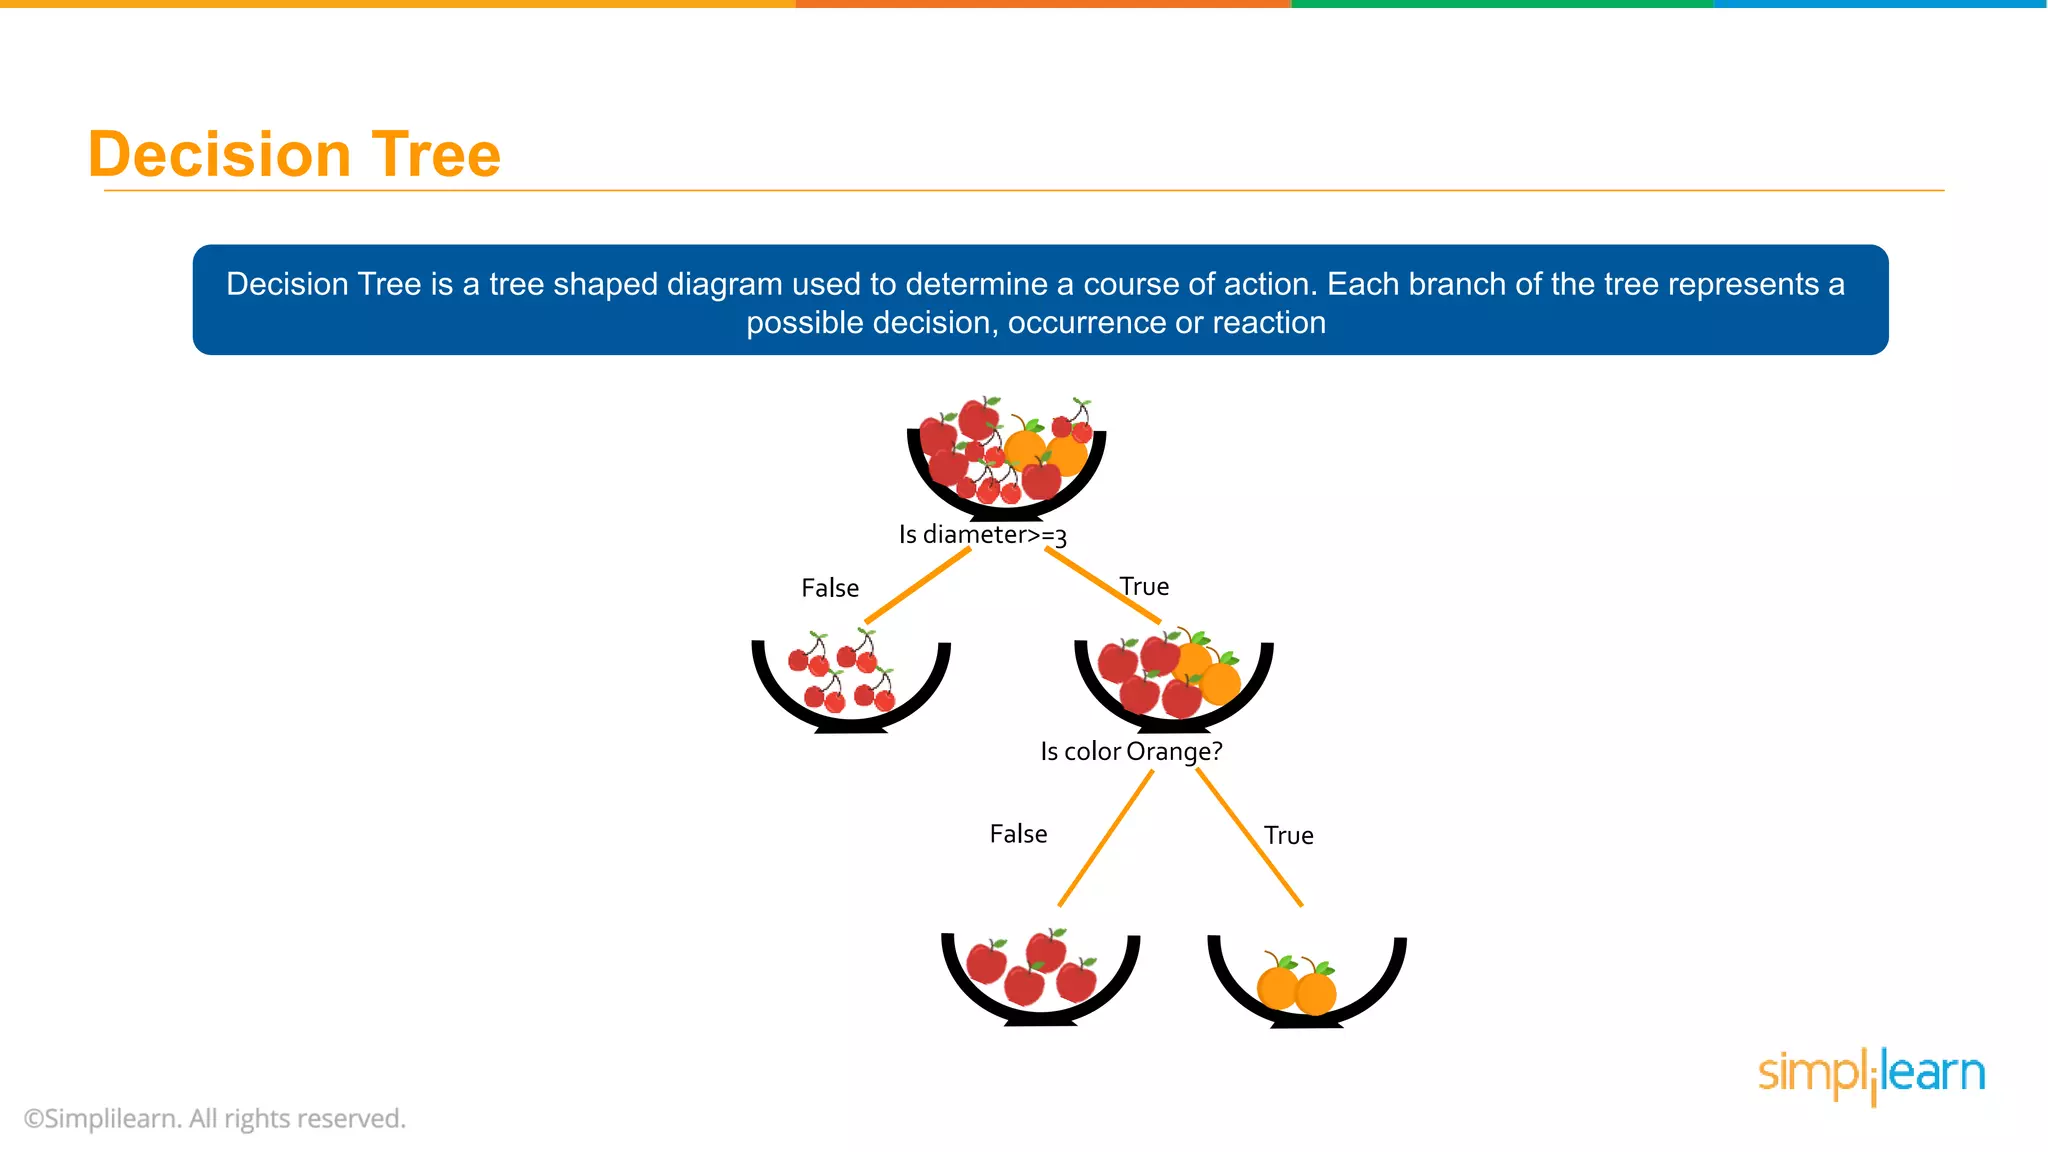 Decision Tree
Decision Tree is a tree shaped diagram used to determine a course of action. Each branch of the tree represents a
possible decision, occurrence or reaction
Is diameter>=3
False
True
Is color Orange?
False
True
simplilearn
©Simplilearn. All rights reserved.